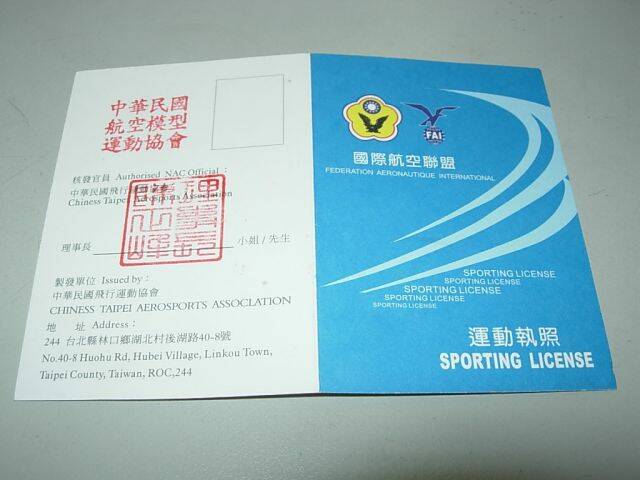 中華民國
航空模型
運動協會
核發官員 Authorised NAC Official：
中華民國飛行運動協會
Chinese Taipei Aerosports Association
理事長 小姐/先生
製發單位 Issued by：
中華民國飛行運動協會
CHINESE TAIPEI AEROSPORTS ASSOCLATION
地 址 Address：
244 台北縣林口鄉湖北村後湖路40-8號
No.40-8 Huohu Rd, Hubei Village, Linkou Town,
Taipei County, Taiwan, ROC,244
FAI
國際航空聯盟
FEDERATION AERONAUTIQUE INTERNATIONAL
SPORTING LICENSE
SPORTING LICENSE
SPORTING LICENSE
SPORTING LICENSE
運動執照
SPORTING LICENSE